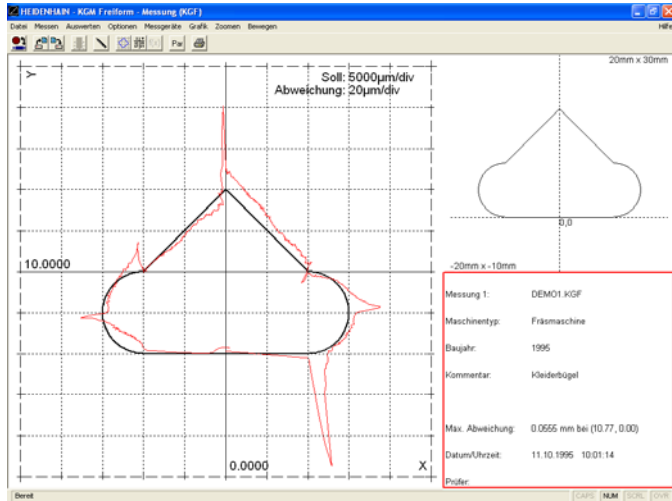 HEIDENHAIN - KGM Freiform - Messung (KGF)
Datei Messen Auswerten Optionen Messgeräte Grafik Zoomen Bewegen Hilfe
Par
Y
Soll: 5000µm/div
Abweichung: 20µm/div
10.0000
0.0000
X
20mm x 30mm
0,0
-20mm x -10mm
Messung 1: DEMO1.KGF
Maschinentyp: Fräsmaschine
Baujahr: 1995
Kommentar: Kleiderbügel
Max. Abweichung: 0.0555 mm bei (10.77, 0.00)
Datum/Uhrzeit: 11.10.1995 10:01:14
Prüfer:
Bereit CAPS NUM SCRL OVR